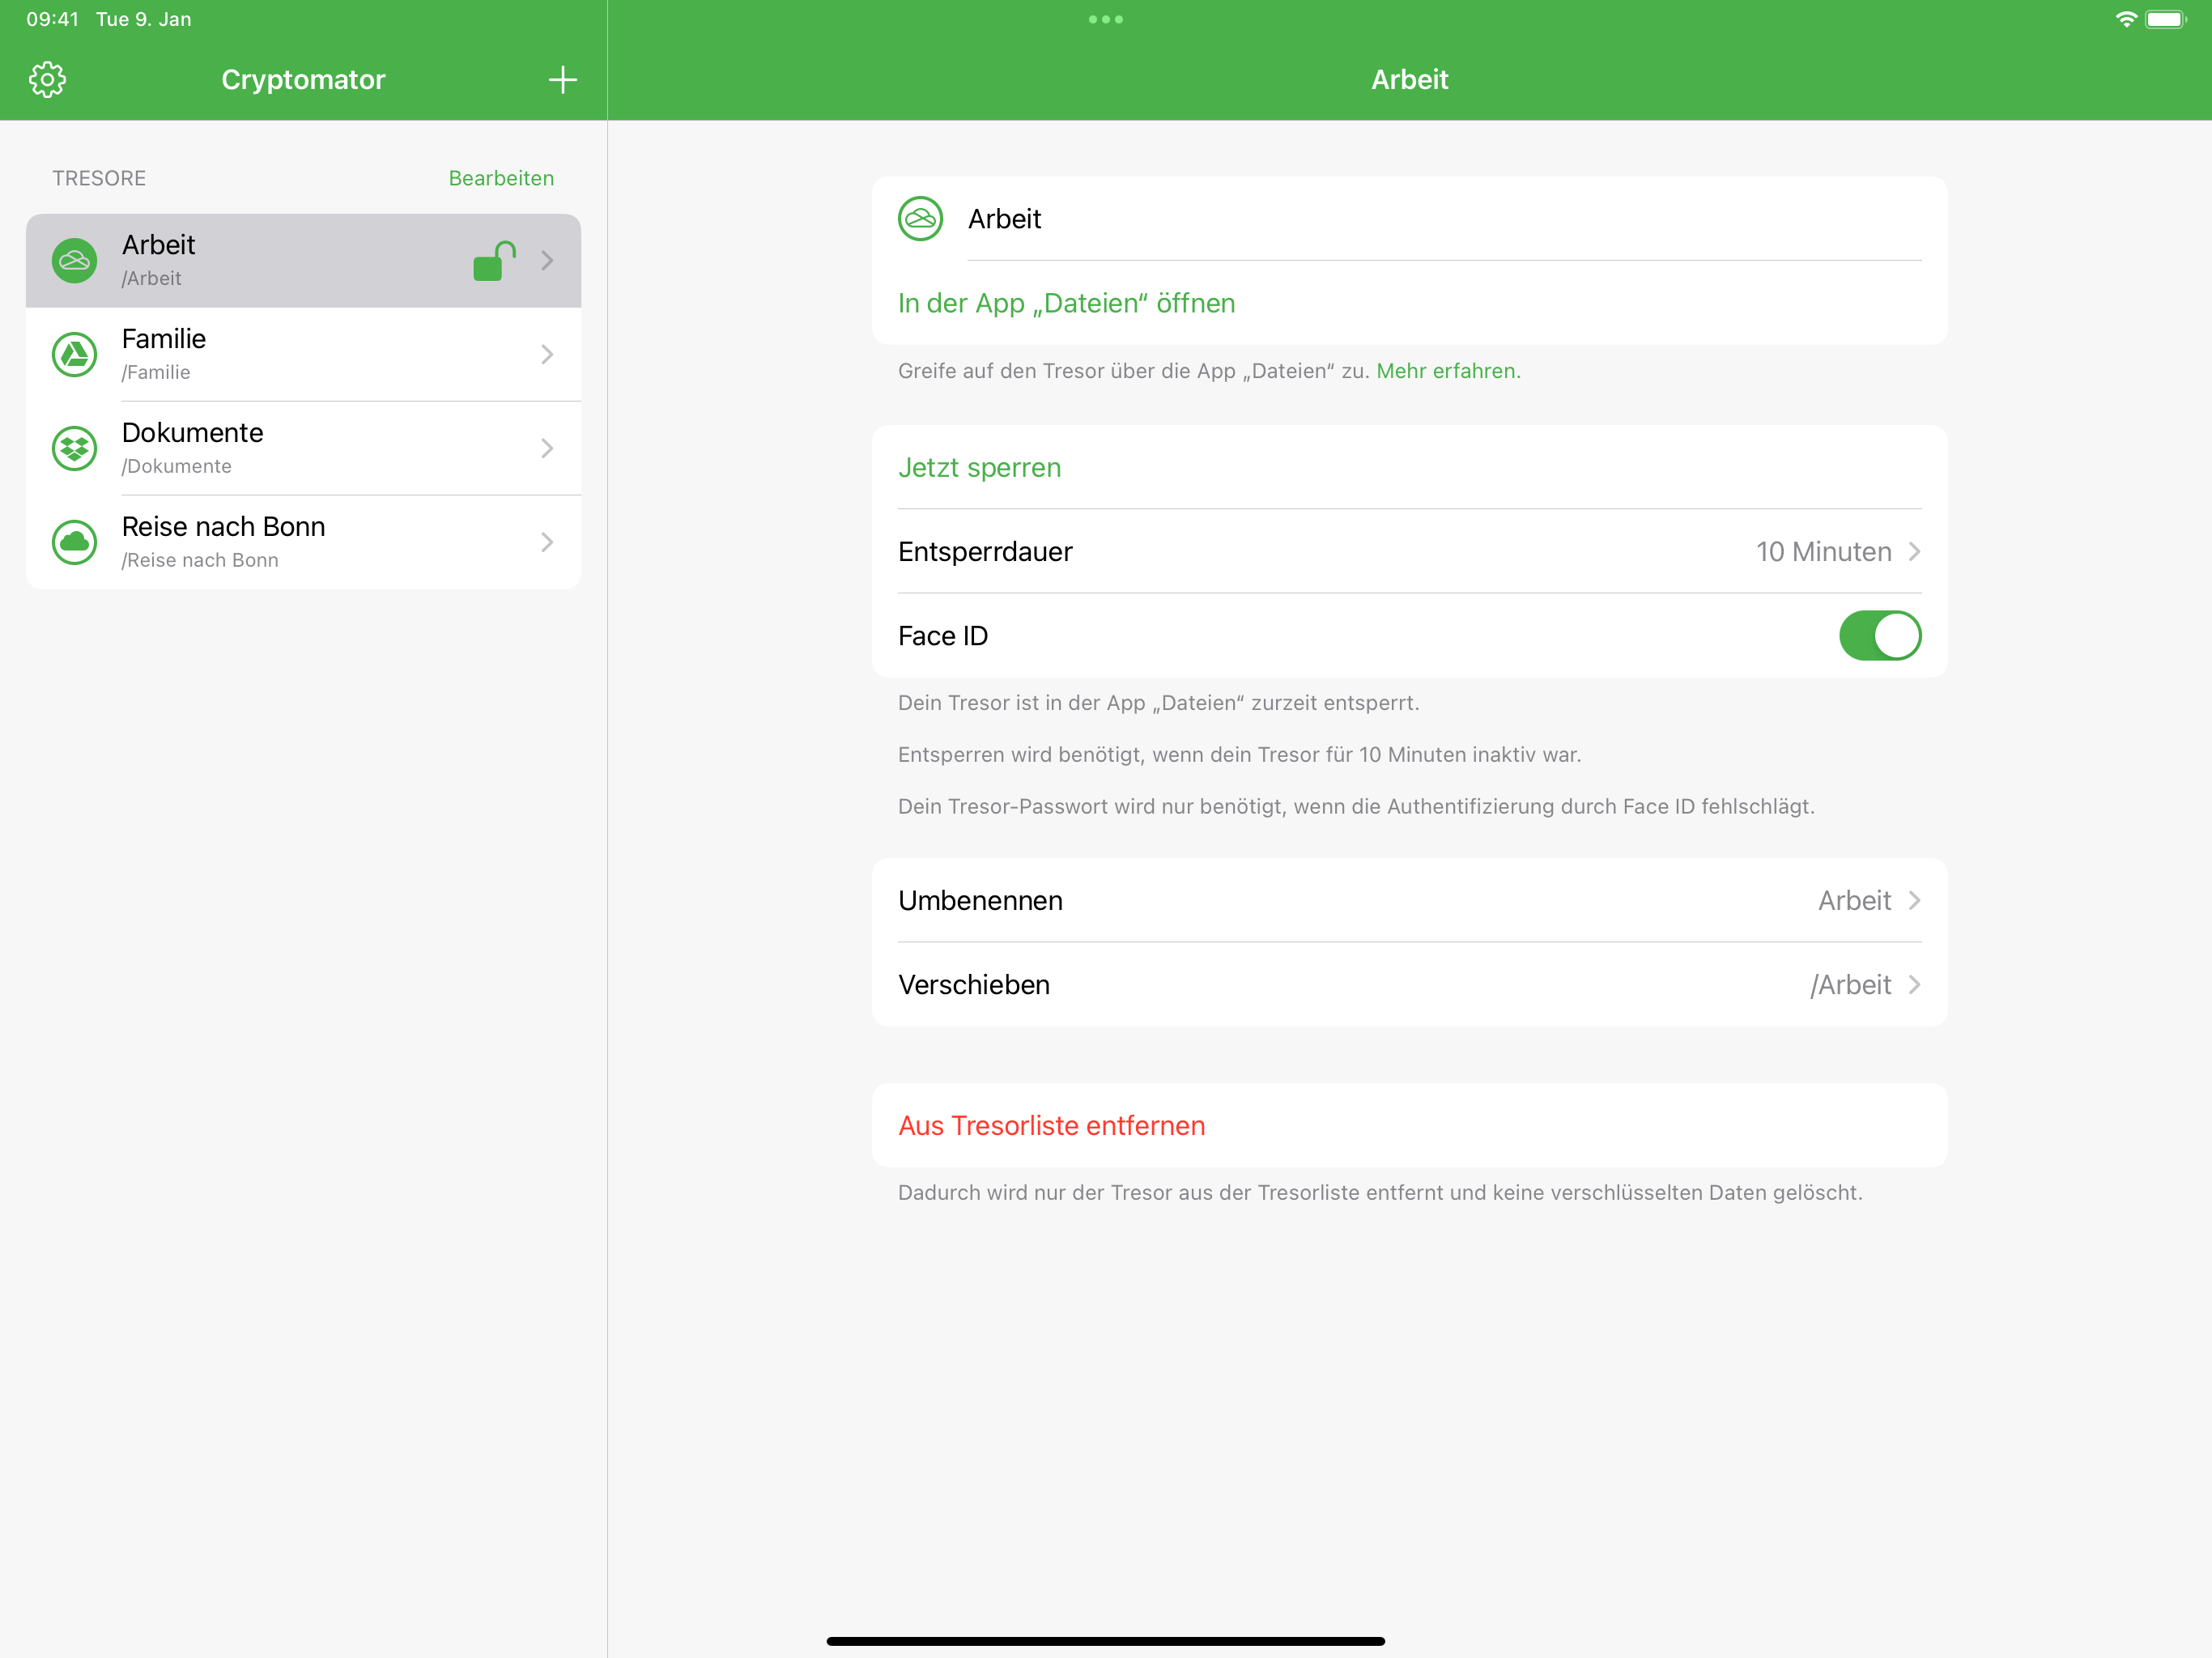 09:41 Tue 9. Jan
Cryptomator
Arbeit
TRESORE
Bearbeiten
Arbeit
/Arbeit
Familie
/Familie
Dokumente
/Dokumente
Reise nach Bonn
/Reise nach Bonn
Arbeit
In der App „Dateien“ öffnen
Greife auf den Tresor über die App „Dateien“ zu. Mehr erfahren.
Jetzt sperren
Entsperrdauer 10 Minuten
Face ID
Dein Tresor ist in der App „Dateien“ zurzeit entsperrt.
Entsperren wird benötigt, wenn dein Tresor für 10 Minuten inaktiv war.
Dein Tresor-Passwort wird nur benötigt, wenn die Authentifizierung durch Face ID fehlschlägt.
Umbenennen Arbeit
Verschieben /Arbeit
Aus Tresorliste entfernen
Dadurch wird nur der Tresor aus der Tresorliste entfernt und keine verschlüsselten Daten gelöscht.